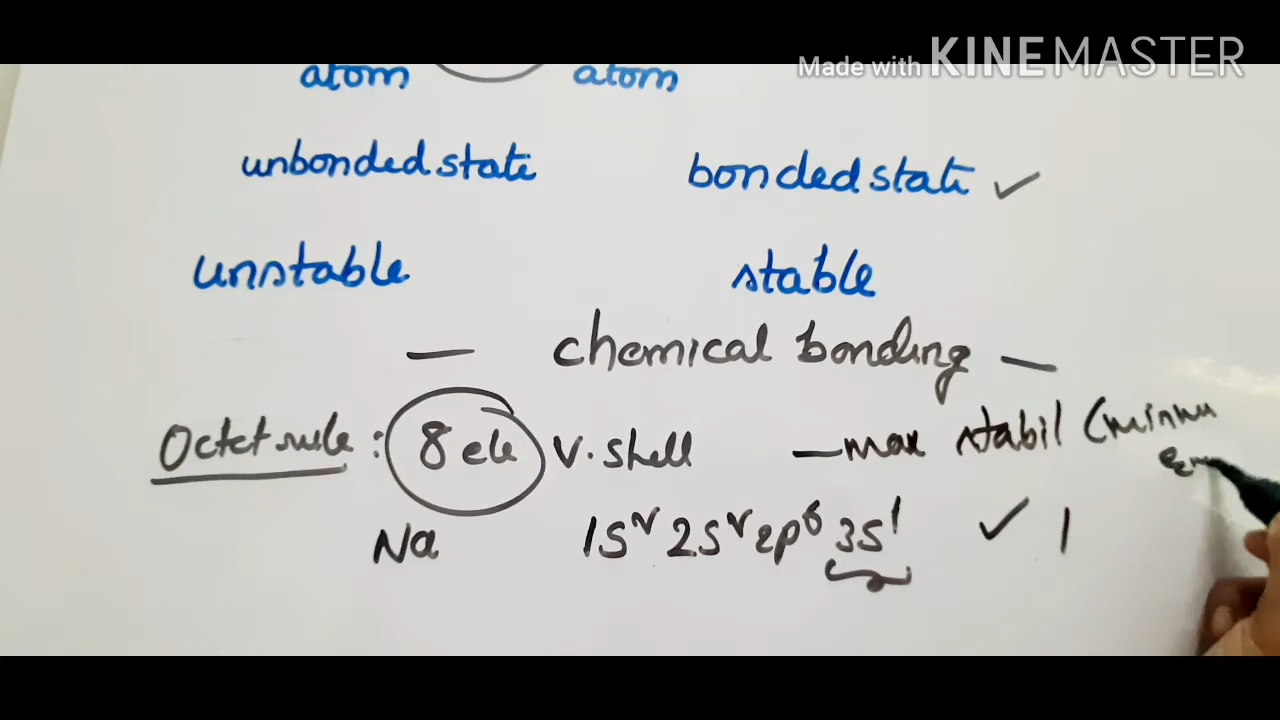 Made with KINEMASTER
atom atom
unbonded state bonded state ✓
unstable stable
— chemical bonding —
Octet rule : 8 ele V. shell — max stabil (minimu
Na 1s² 2s² 2p⁶ 3s¹ ✓ 1